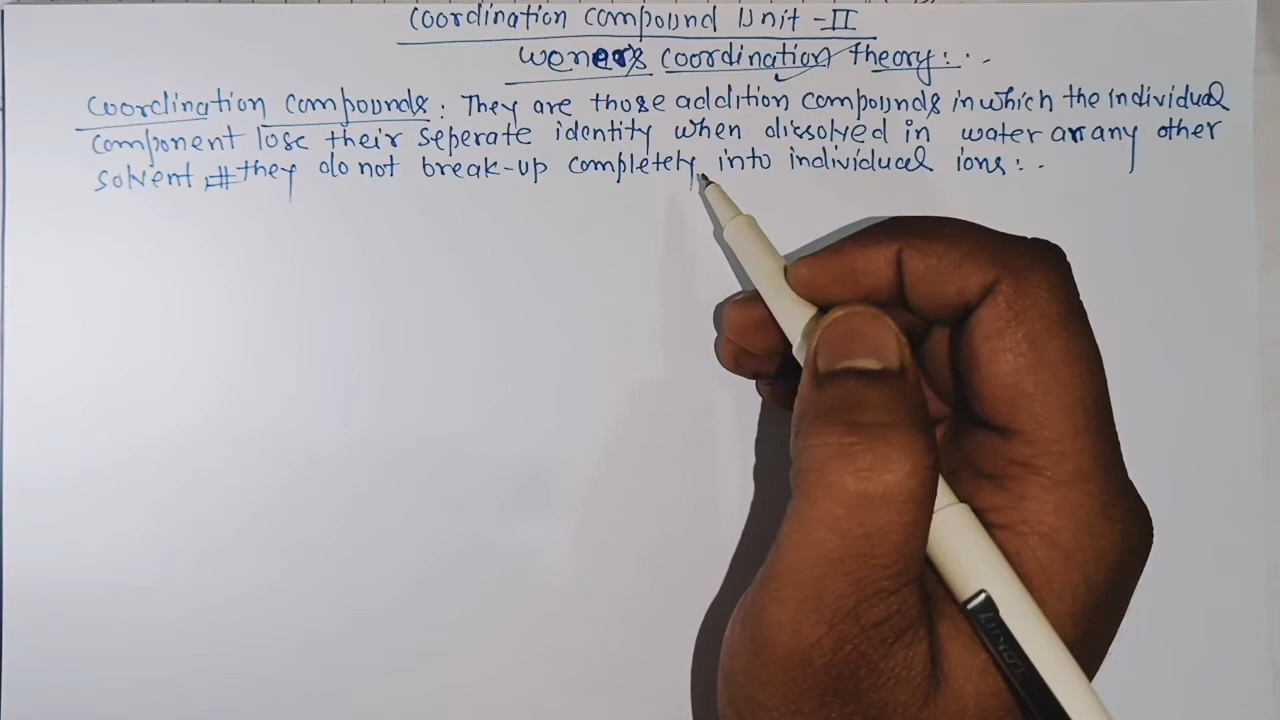 Coordination compound Unit -II
Wener's coordination theory:-
Coordination compounds: They are those addition compounds in which the individual
component lose their seperate identity when dissolved in water or any other
solvent, they do not break-up completely into individual ions:-